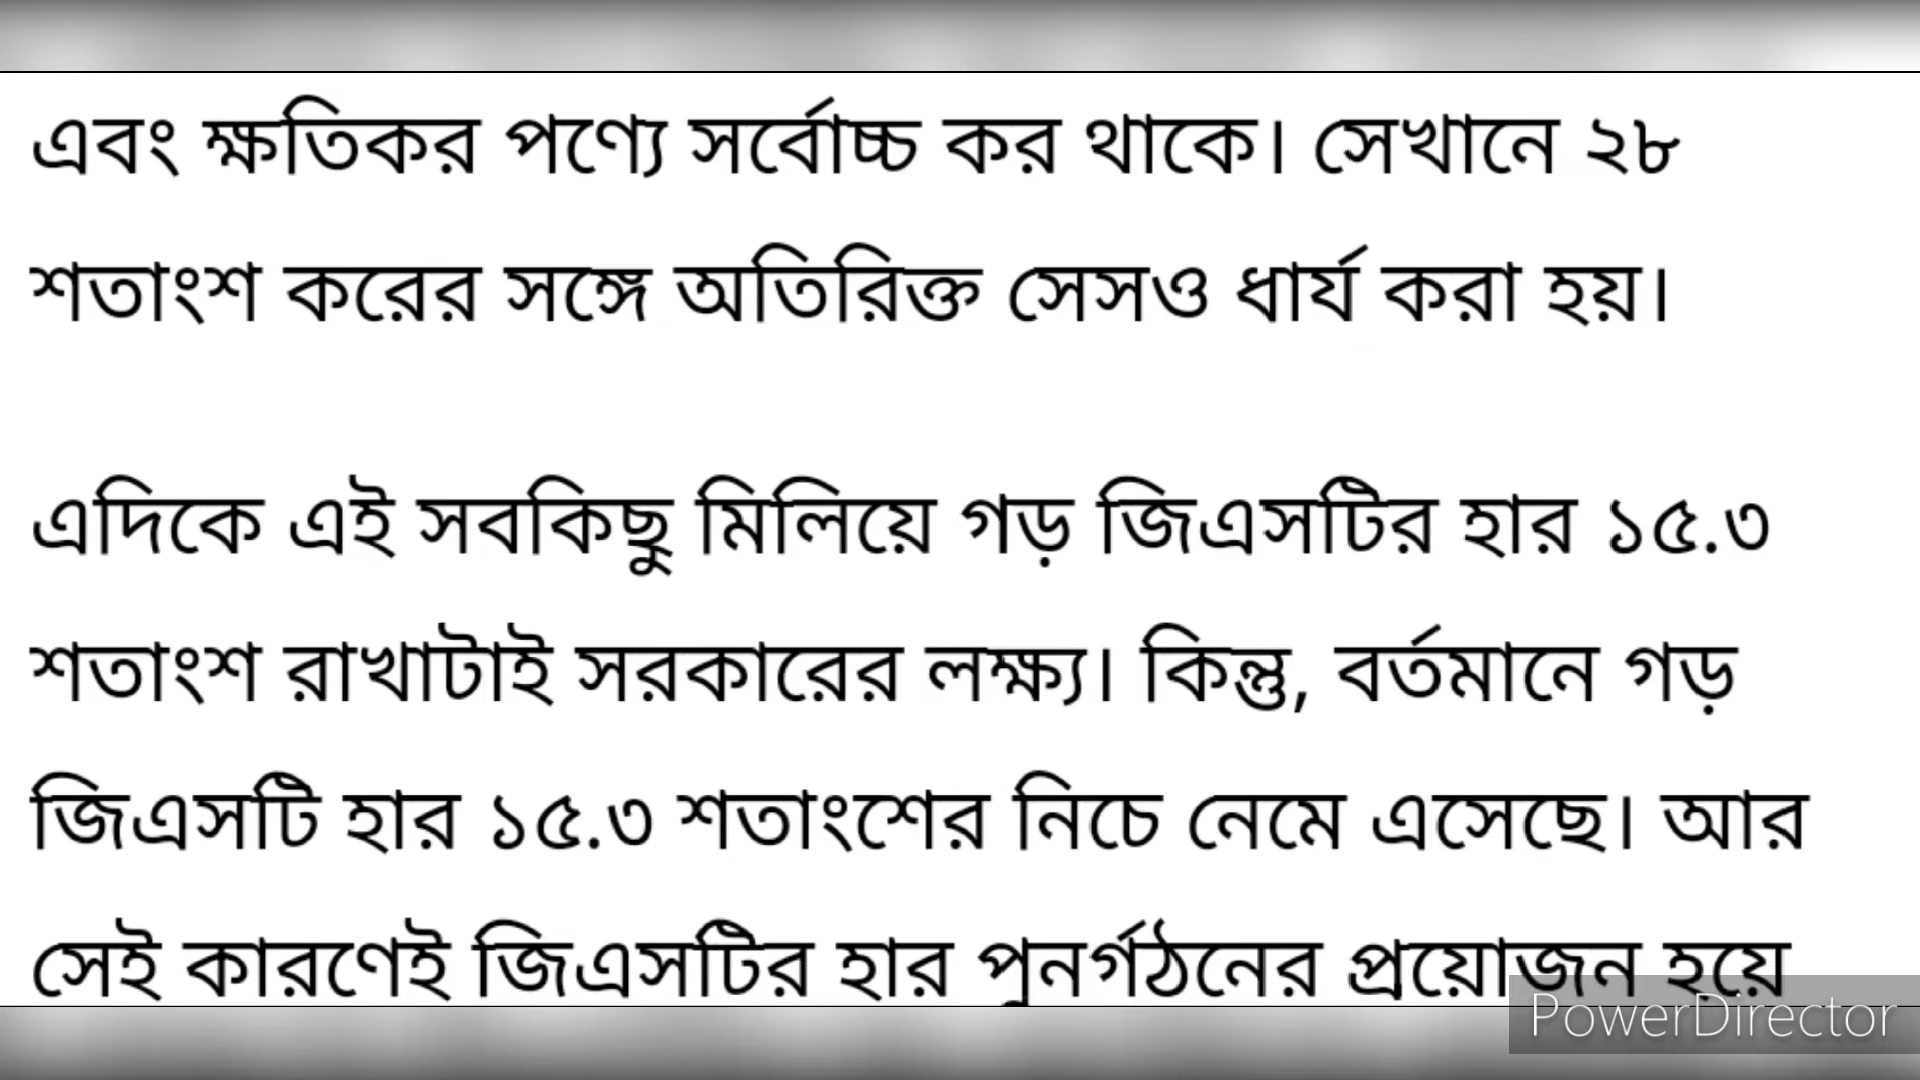 এবং ক্ষতিকর পণ্যে সর্বোচ্চ কর থাকে। সেখানে ২৮
শতাংশ করের সঙ্গে অতিরিক্ত সেসও ধার্য করা হয়।
এদিকে এই সবকিছু মিলিয়ে গড় জিএসটির হার ১৫.৩
শতাংশ রাখাটাই সরকারের লক্ষ্য। কিন্তু, বর্তমানে গড়
জিএসটি হার ১৫.৩ শতাংশের নিচে নেমে এসেছে। আর
সেই কারণেই জিএসটির হার পুনর্গঠনের প্রয়োজন হয়ে
PowerDirector